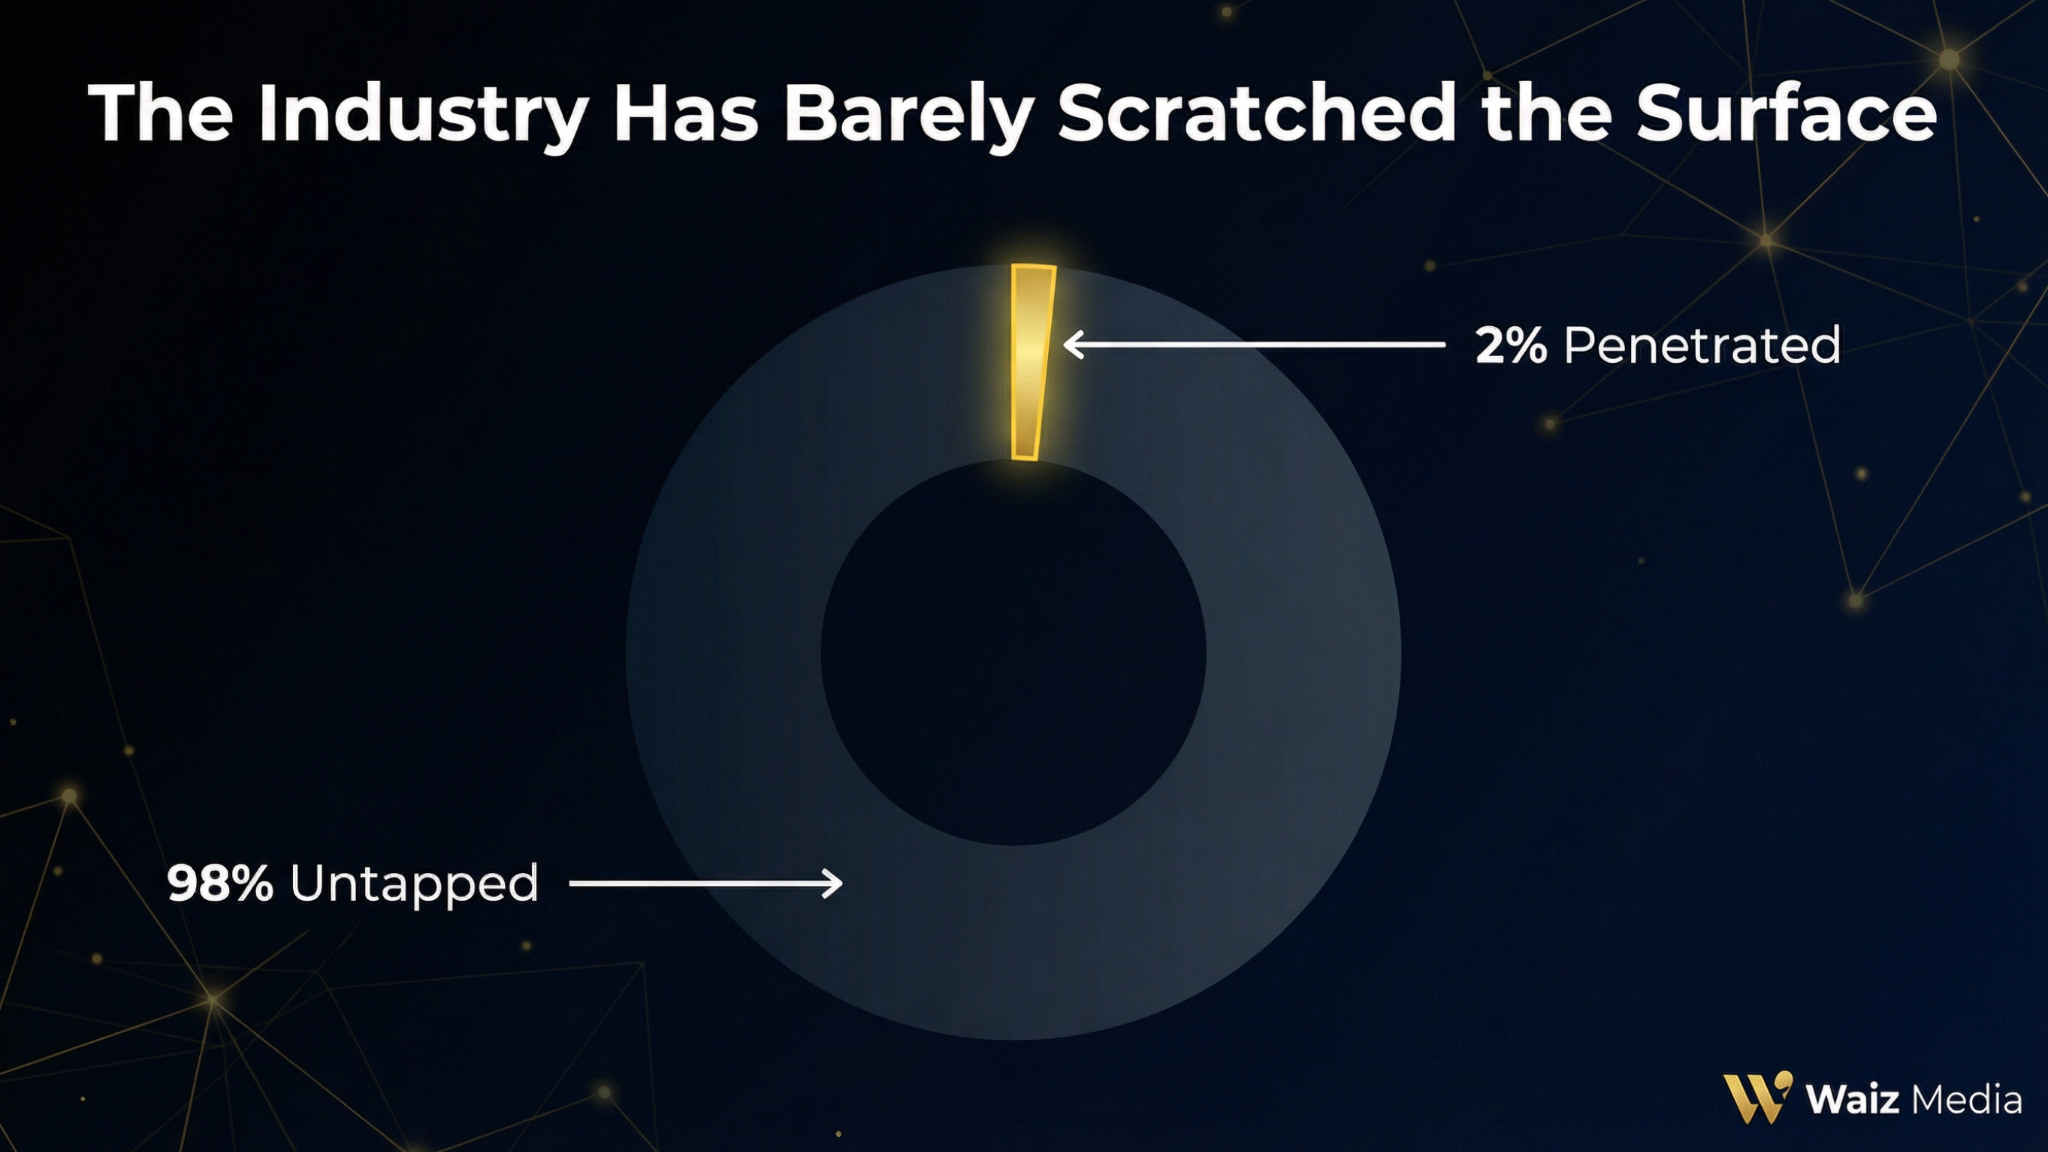 The Industry Has Barely Scratched the Surface
2% Penetrated
98% Untapped
Waiz Media